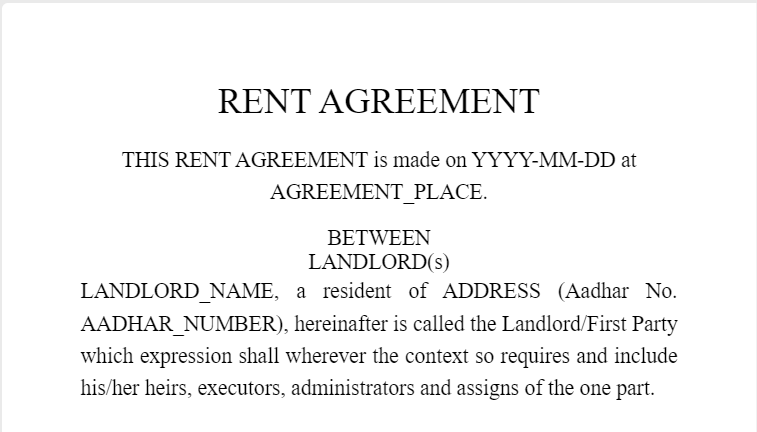 RENT AGREEMENT
THIS RENT AGREEMENT is made on YYYY-MM-DD at
AGREEMENT_PLACE.
BETWEEN
LANDLORD(s)
LANDLORD_NAME, a resident of ADDRESS (Aadhar No.
AADHAR_NUMBER), hereinafter is called the Landlord/First Party
which expression shall wherever the context so requires and include
his/her heirs, executors, administrators and assigns of the one part.